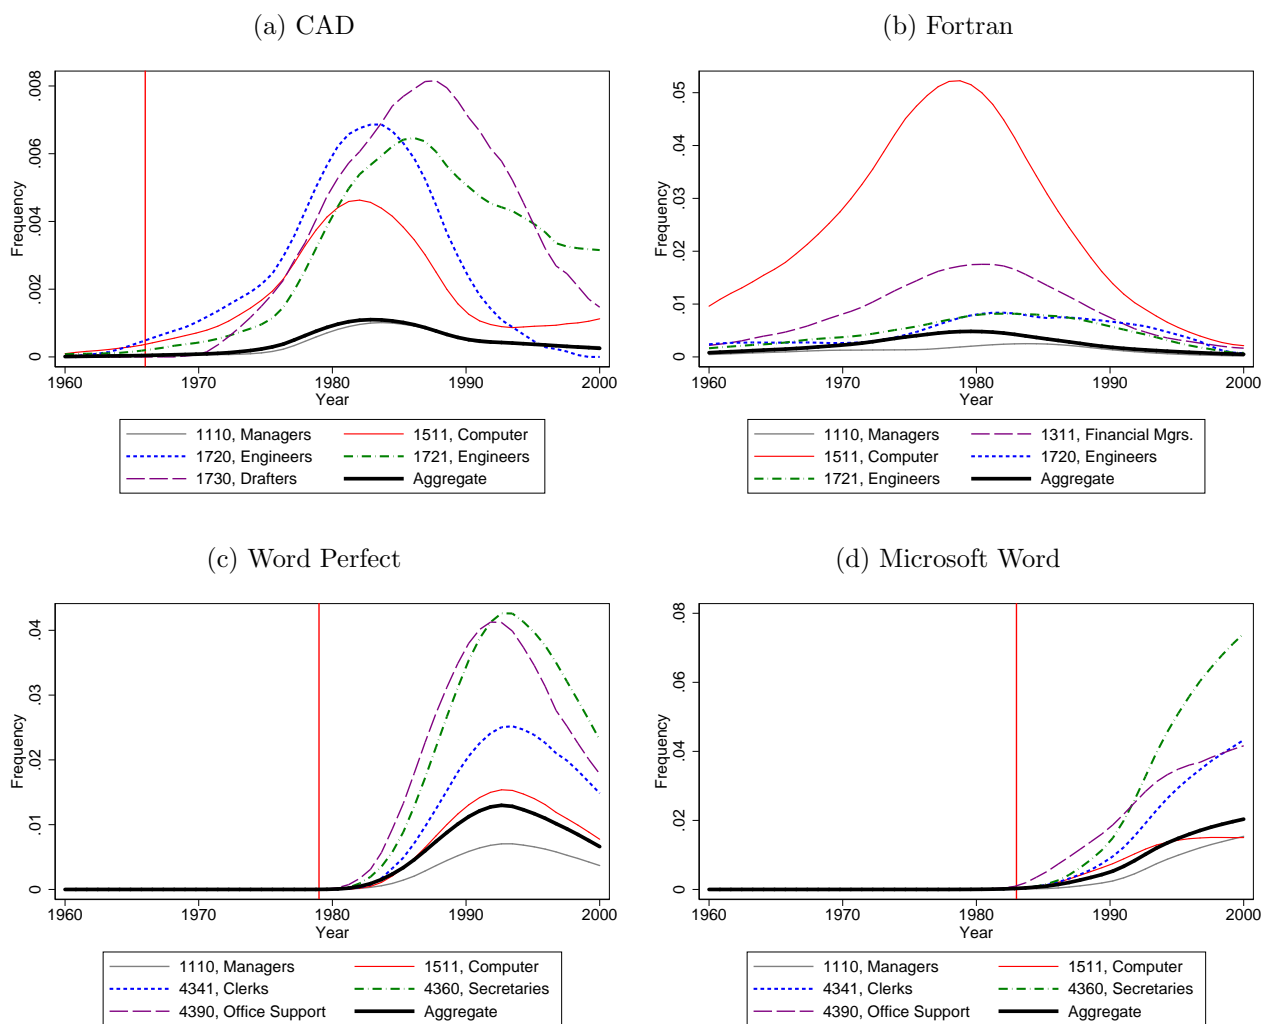 (a) CAD
Frequency
0 .002 .004 .006 .008
1960 1970 1980 1990 2000
Year
1110, Managers 1511, Computer
1720, Engineers 1721, Engineers
1730, Drafters Aggregate
(b) Fortran
Frequency
0 .01 .02 .03 .04 .05
1960 1970 1980 1990 2000
Year
1110, Managers 1311, Financial Mgrs.
1511, Computer 1720, Engineers
1721, Engineers Aggregate
(c) Word Perfect
Frequency
0 .01 .02 .03 .04
1960 1970 1980 1990 2000
Year
1110, Managers 1511, Computer
4341, Clerks 4360, Secretaries
4390, Office Support Aggregate
(d) Microsoft Word
Frequency
0 .02 .04 .06 .08
1960 1970 1980 1990 2000
Year
1110, Managers 1511, Computer
4341, Clerks 4360, Secretaries
4390, Office Support Aggregate